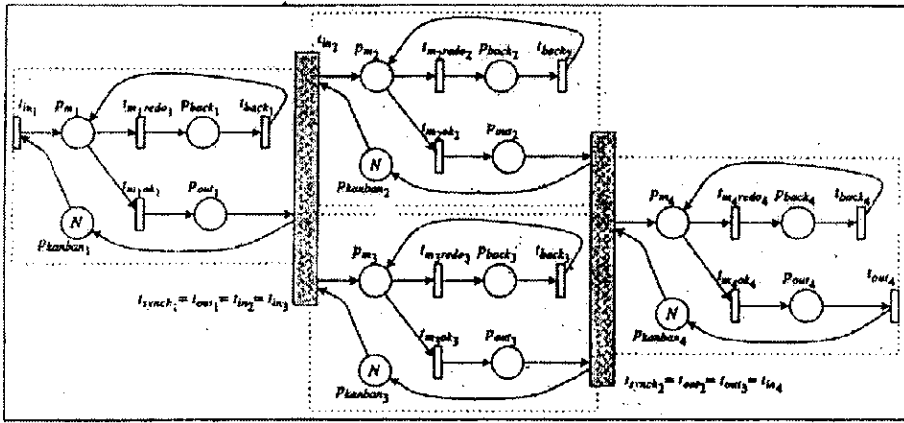 t_in1
p_m1
t_m1redo1
p_back1
t_back1
t_m1ok1
p_out1
N
p_kanban1
t_in2
p_m2
t_m2redo2
p_back2
t_back2
t_m2ok2
p_out2
N
p_kanban2
p_m3
t_m3redo3
p_back3
t_back3
t_m3ok3
p_out3
N
p_kanban3
p_m4
t_m4redo4
p_back4
t_back4
t_m4ok4
p_out4
t_out4
N
p_kanban4
t_synch1 = t_out1 = t_in2 = t_in3
t_synch2 = t_out2 = t_out3 = t_in4